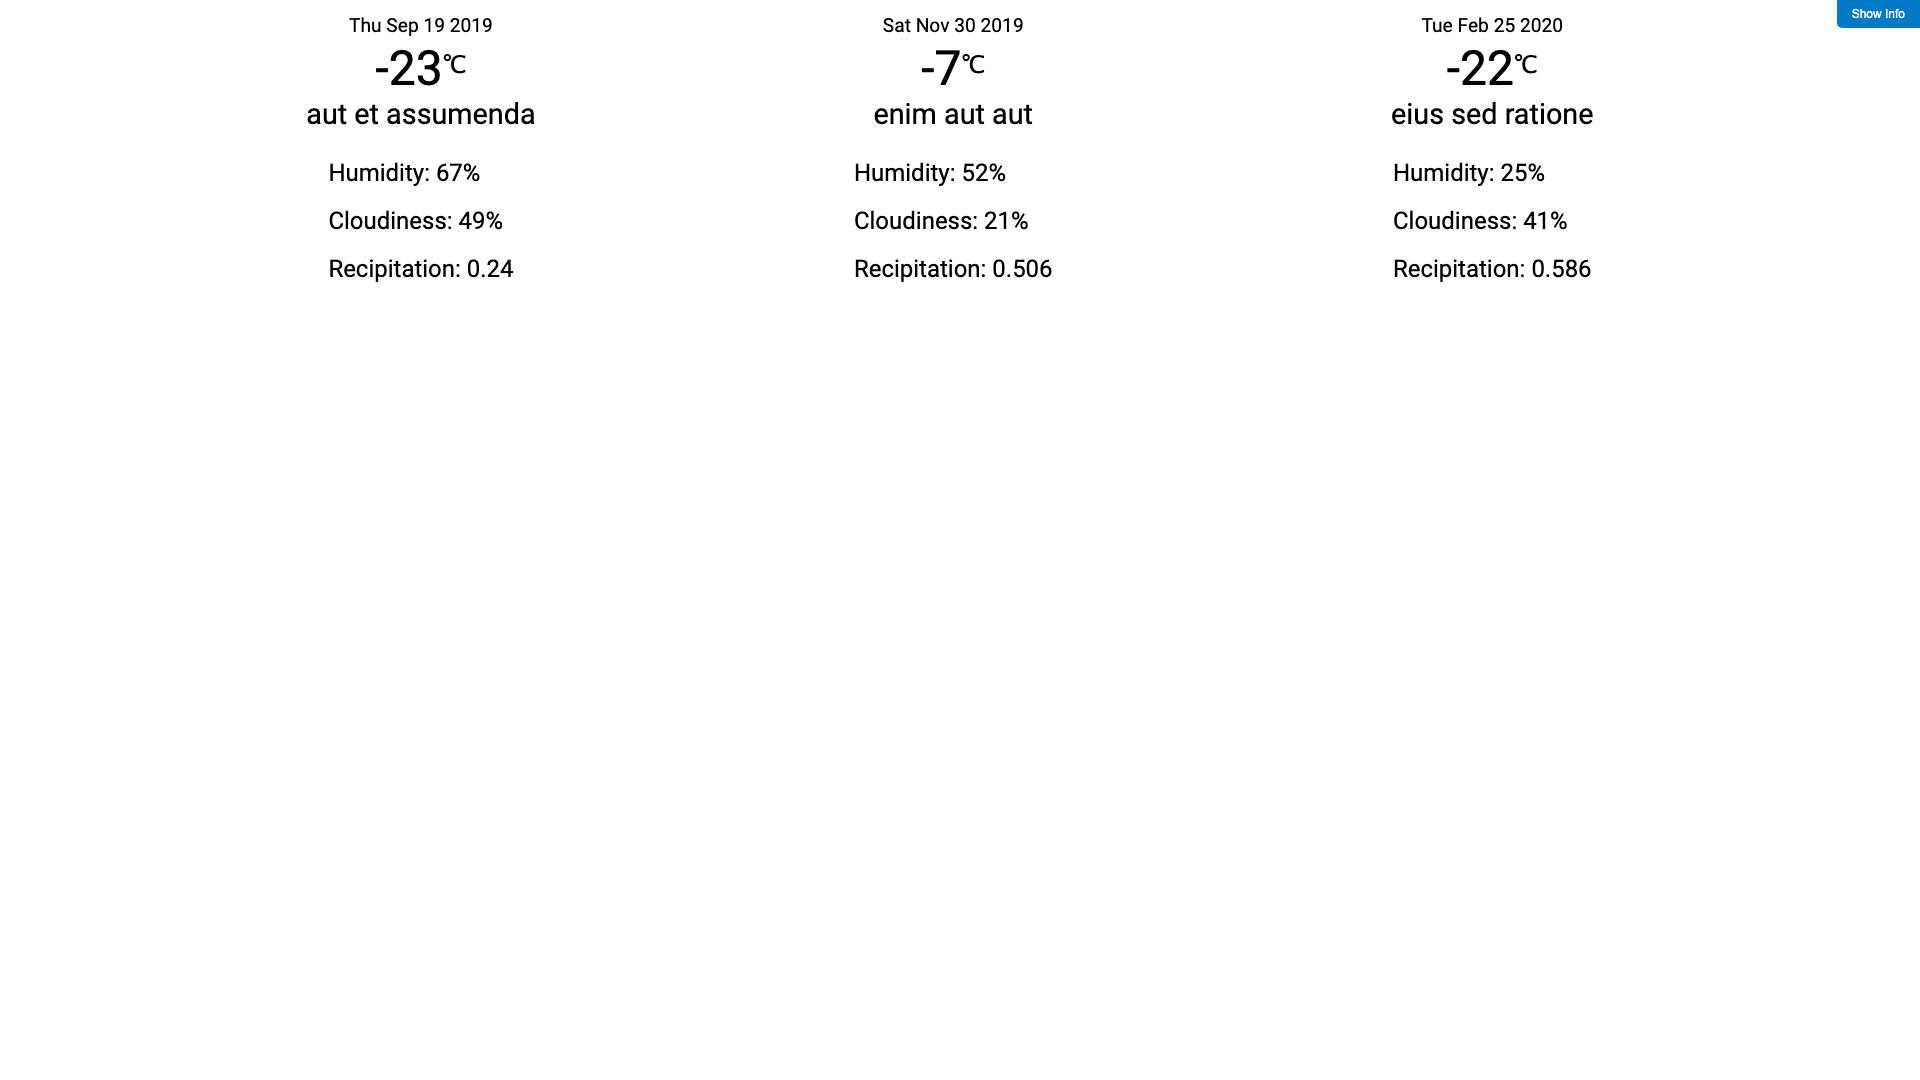 Thu Sep 19 2019
-23℃
aut et assumenda
Humidity: 67%
Cloudiness: 49%
Recipitation: 0.24
Sat Nov 30 2019
-7℃
enim aut aut
Humidity: 52%
Cloudiness: 21%
Recipitation: 0.506
Tue Feb 25 2020
-22℃
eius sed ratione
Humidity: 25%
Cloudiness: 41%
Recipitation: 0.586
Show Info